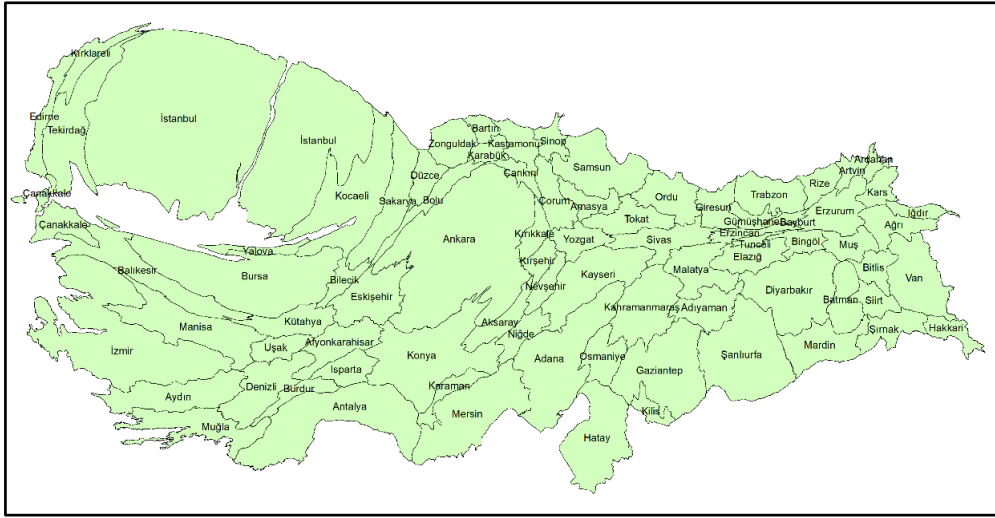 Kırklareli
Edirne
Tekirdağ
İstanbul
İstanbul
Bartın
Zonguldak
Kastamonu
Sinop
Karabük
Samsun
Ardahan
Artvin
Çankırı
Düzce
Rize
Kars
Çanakkale
Kocaeli
Sakarya
Bolu
Çorum
Amasya
Ordu
Trabzon
Giresun
Erzurum
Iğdır
Çanakkale
Tokat
Gümüşhane
Bayburt
Ağrı
Kırıkkale
Erzincan
Ankara
Yozgat
Sivas
Tunceli
Bingöl
Muş
Yalova
Elazığ
Kırşehir
Balıkesir
Bursa
Bilecik
Kayseri
Malatya
Bitlis
Van
Nevşehir
Diyarbakır
Eskişehir
Batman
Siirt
Kahramanmaraş
Adıyaman
Kütahya
Manisa
Aksaray
Niğde
Şırnak
Hakkari
Afyonkarahisar
Uşak
Mardin
İzmir
Konya
Adana
Osmaniye
Şanlıurfa
Isparta
Gaziantep
Denizli
Burdur
Karaman
Aydın
Antalya
Mersin
Kilis
Muğla
Hatay